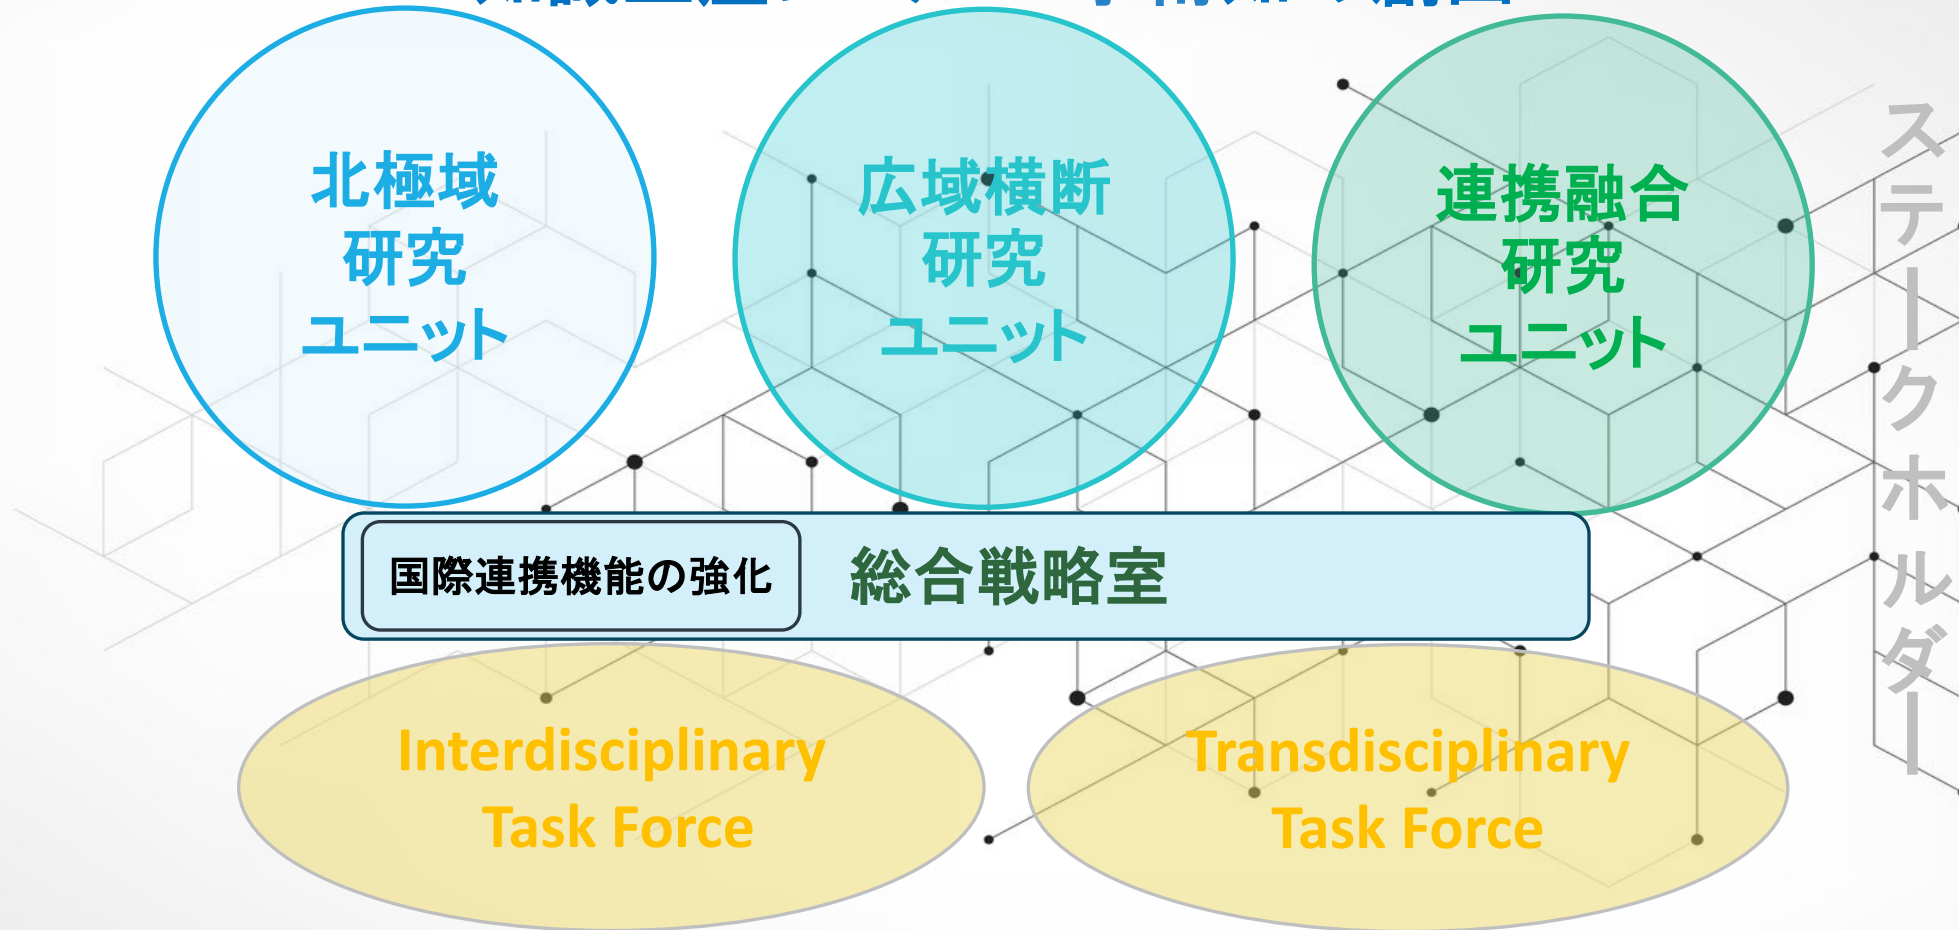 北極域
研究
ユニット
広域横断
研究
ユニット
連携融合
研究
ユニット
国際連携機能の強化
総合戦略室
Interdisciplinary
Task Force
Transdisciplinary
Task Force
ステークホルダー